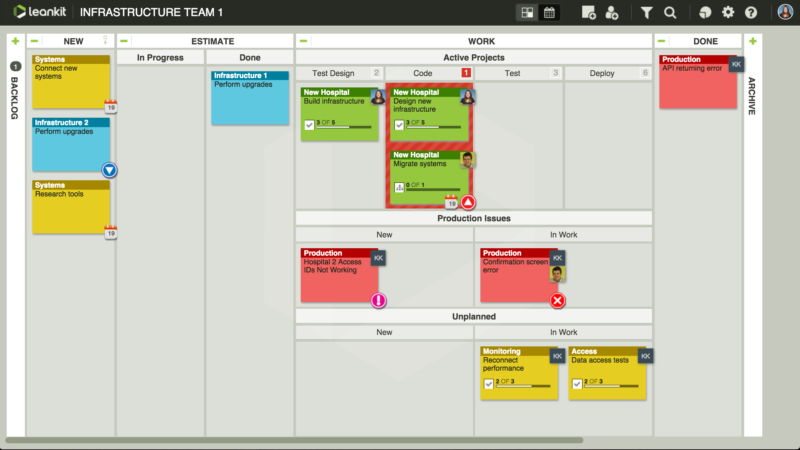 leankit
INFRASTRUCTURE TEAM 1
?
1
BACKLOG
NEW
Systems
Connect new
systems
19
Infrastructure 2
Perform upgrades
Systems
Research tools
19
ESTIMATE
In Progress
Done
Infrastructure 1
Perform upgrades
WORK
Active Projects
Test Design 2
Code 1
Test 3
Deploy 6
New Hospital
Build infrastructure
3 OF 5
New Hospital
Design new
infrastructure
3 OF 5
New Hospital
Migrate systems
0 OF 1
19
Production Issues
New
In Work
Production
KK
Hospital 2 Access
IDs Not Working
Production
KK
Confirmation screen
error
Unplanned
New
In Work
Monitoring
KK
Reconnect
performance
2 OF 3
Access
KK
Data access tests
2 OF 3
DONE
Production
KK
API returning error
ARCHIVE